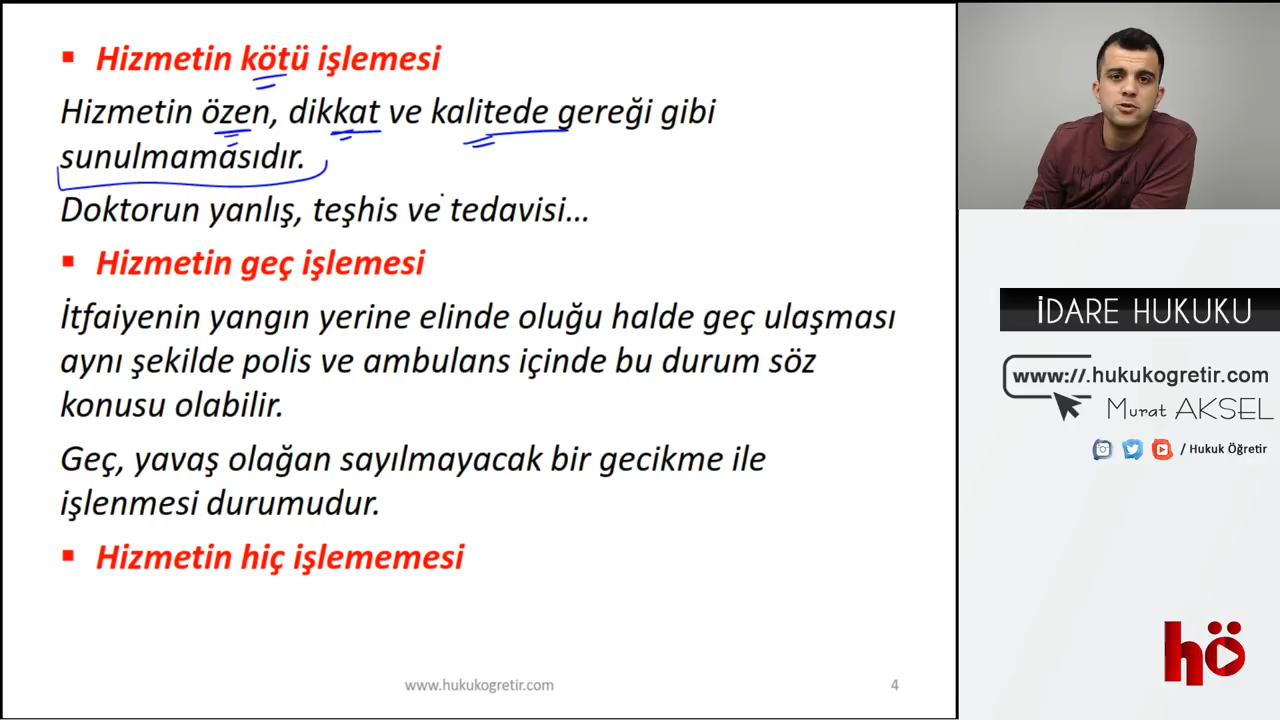 ▪ Hizmetin kötü işlemesi
Hizmetin özen, dikkat ve kalitede gereği gibi
sunulmamasıdır.
Doktorun yanlış, teşhis ve tedavisi...
▪ Hizmetin geç işlemesi
İtfaiyenin yangın yerine elinde oluğu halde geç ulaşması
aynı şekilde polis ve ambulans içinde bu durum söz
konusu olabilir.
Geç, yavaş olağan sayılmayacak bir gecikme ile
işlenmesi durumudur.
▪ Hizmetin hiç işlememesi
www.hukukogretir.com
4
I'M
İDARE HUKUKU
www://.hukukogretir.com
Murat AKSEL
/ Hukuk Öğretir
hö